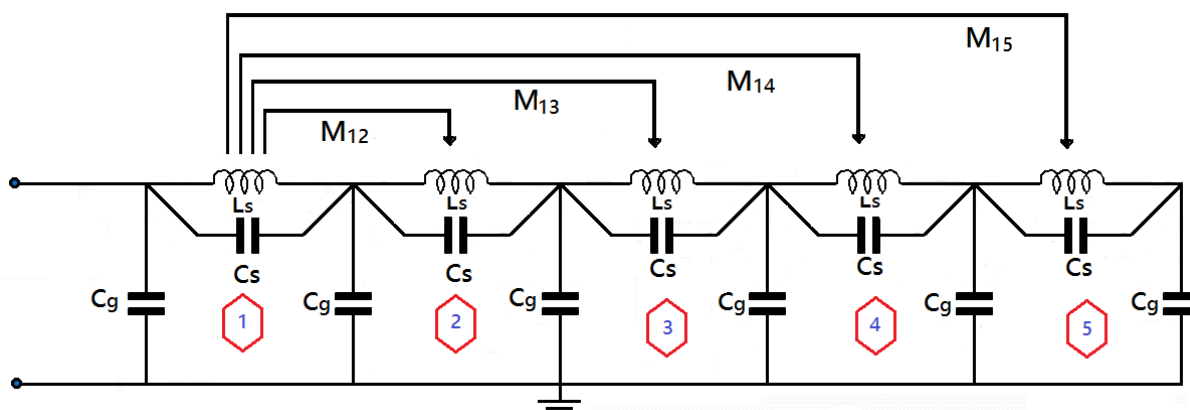 M₁₅
M₁₄
M₁₃
M₁₂
Ls Ls Ls Ls Ls
Cs Cs Cs Cs Cs
Cg Cg Cg Cg Cg Cg
1 2 3 4 5